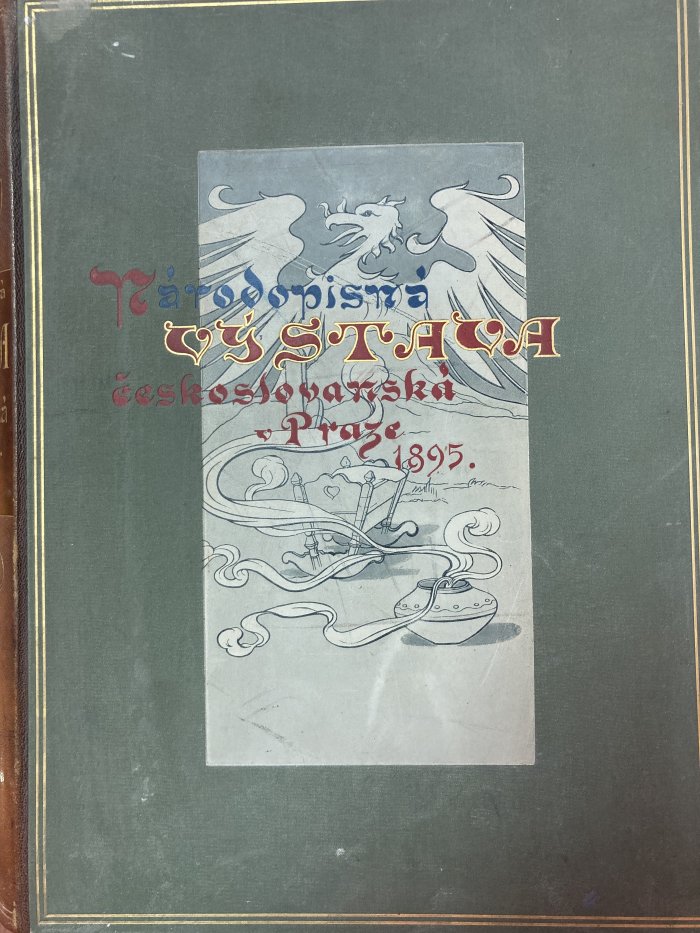 Národopisná
VÝSTAVA
českoslovanská
v Praze
1895.